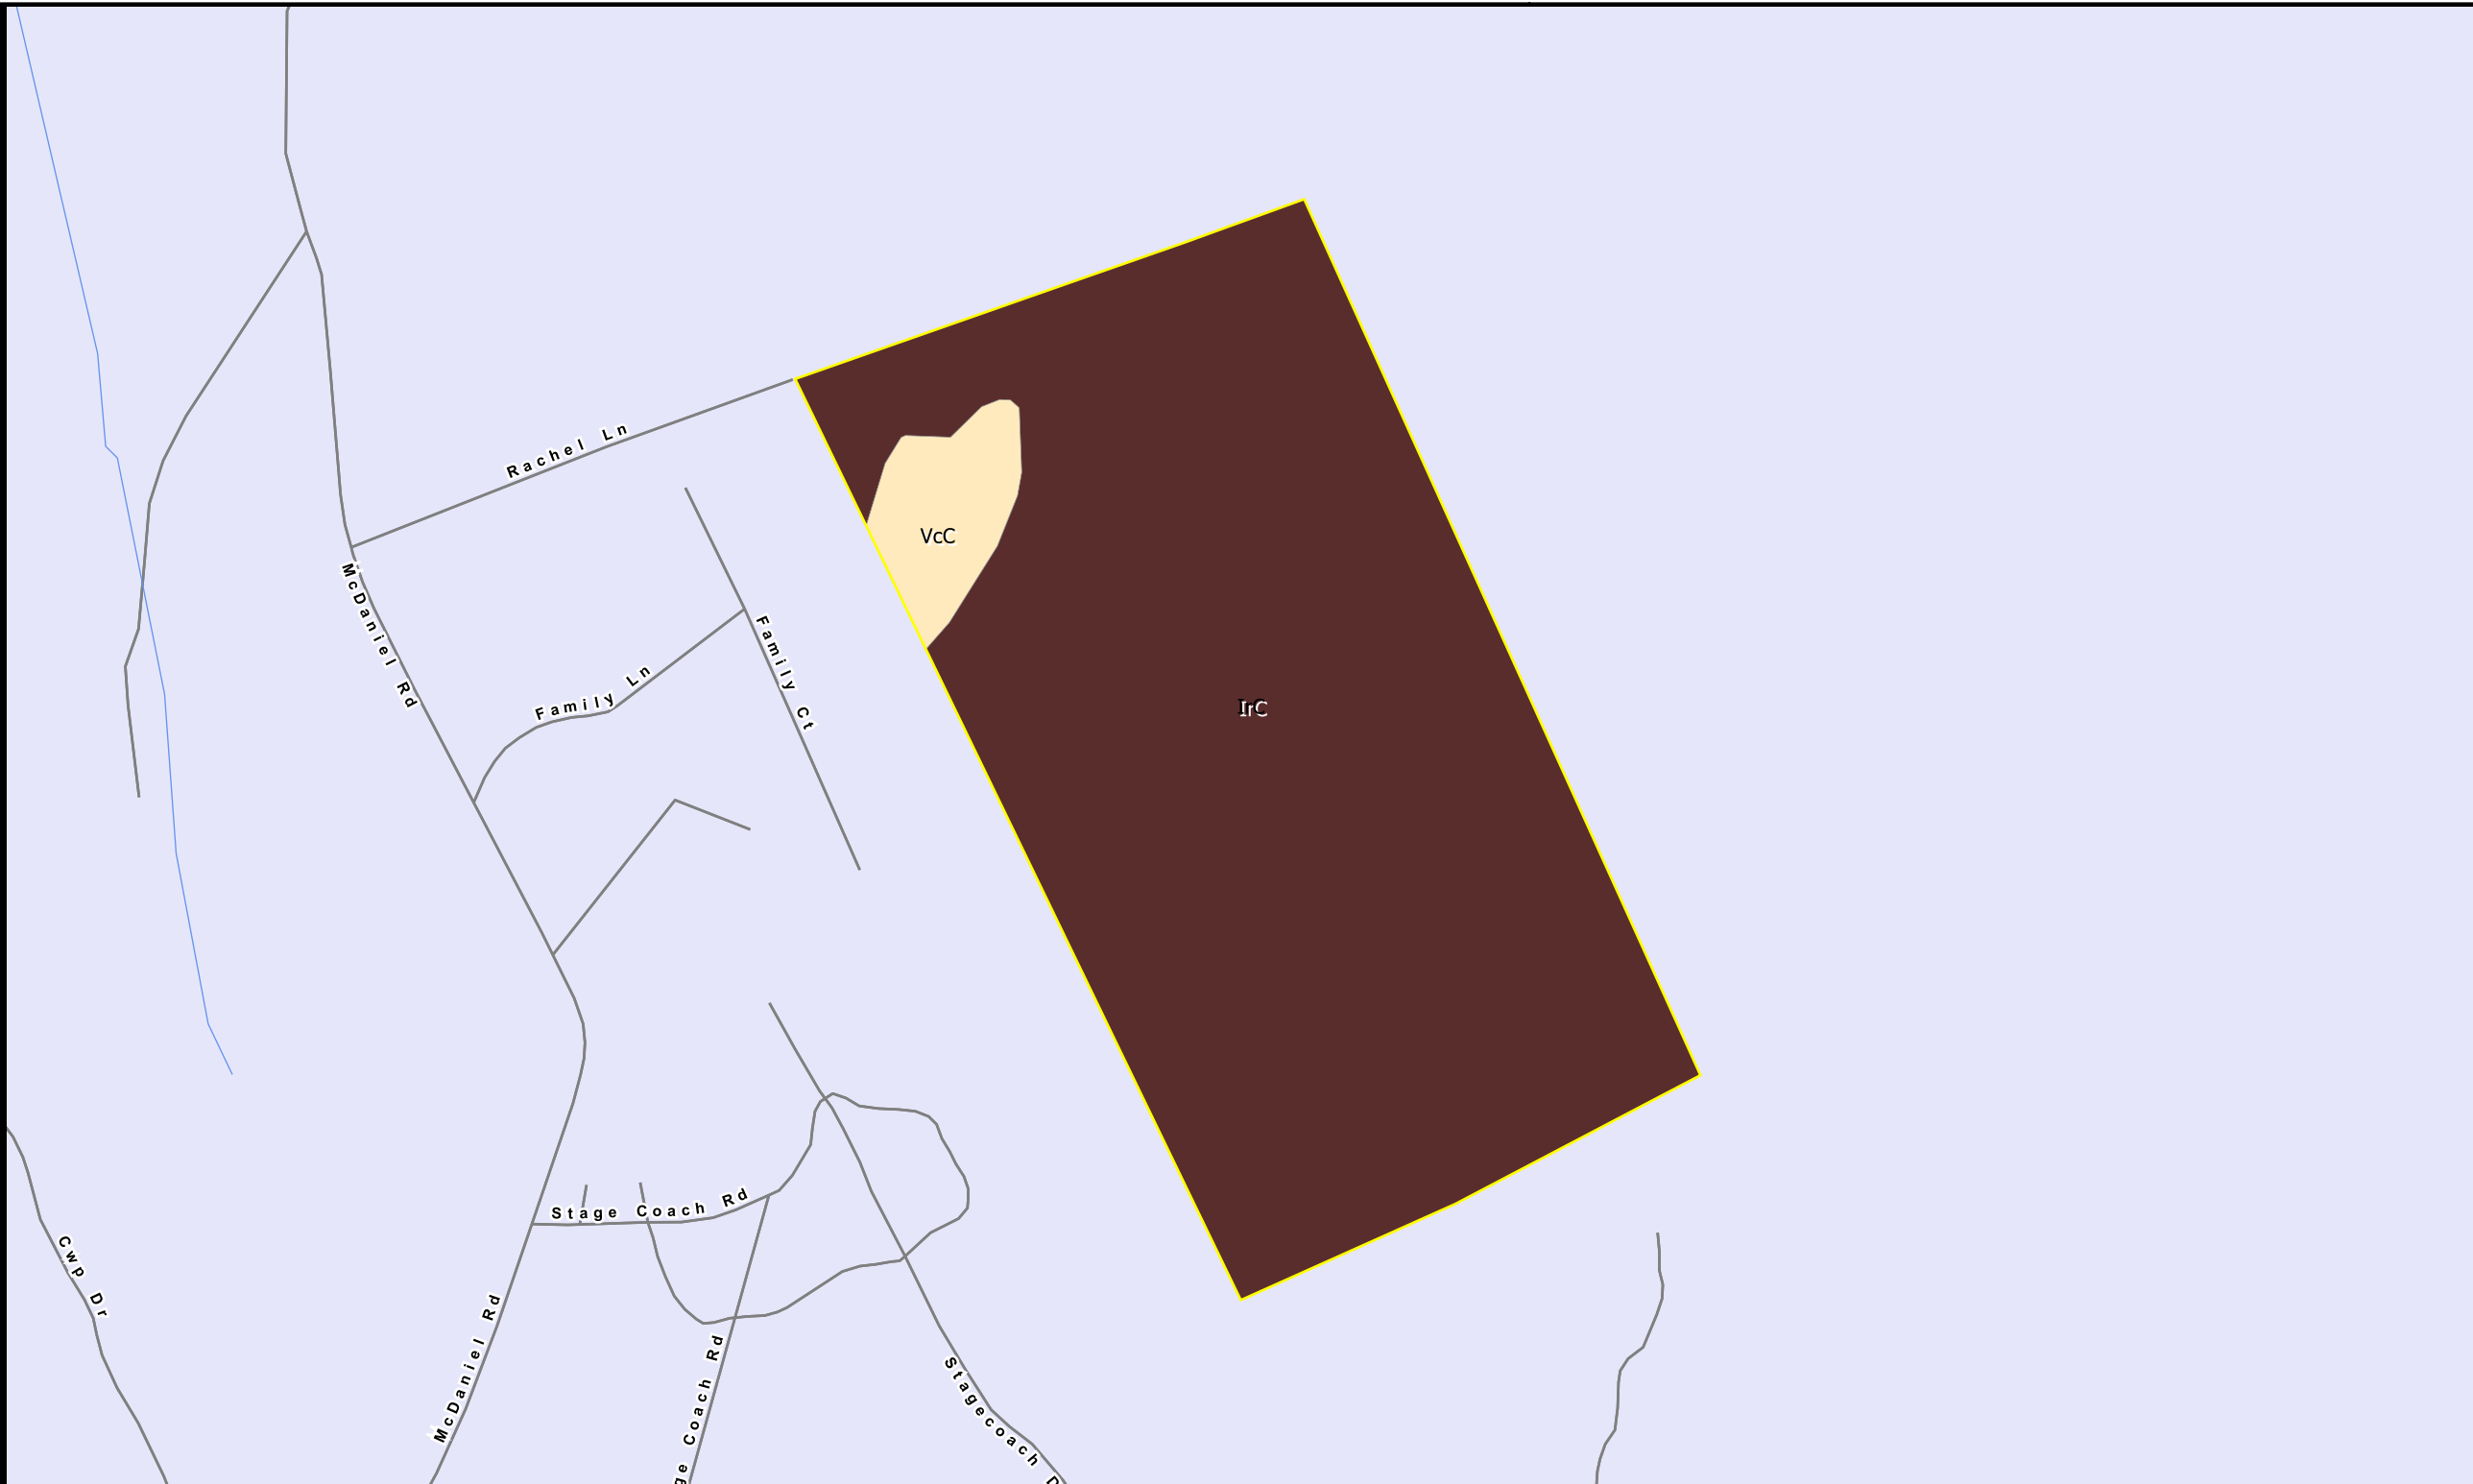 Rachel Ln
McDaniel Rd
VcC
Family Ct
Family Ln
IrC
Stage Coach Rd
Cwp Dr
McDaniel Rd
ge Coach Rd
Stagecoach D